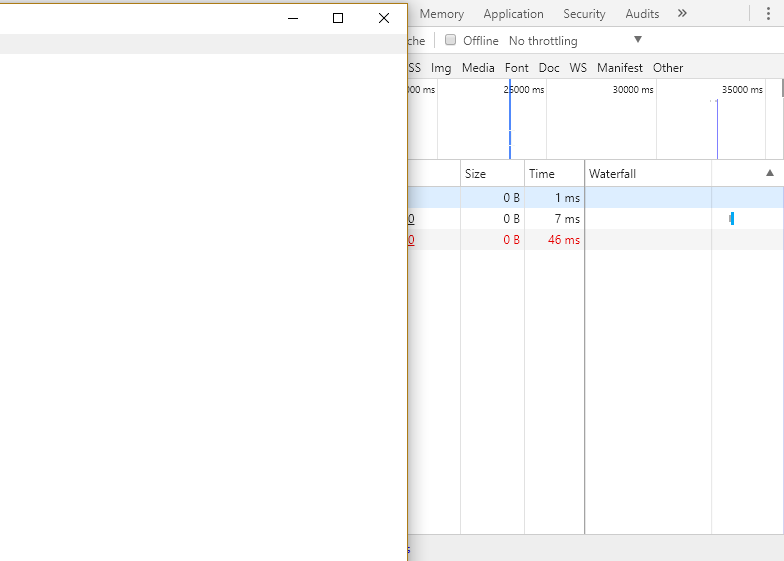 Memory Application Security Audits
che Offline No throttling
SS Img Media Font Doc WS Manifest Other
000 ms 25000 ms 30000 ms 35000 ms
Size Time Waterfall
0 B 1 ms
0 0 B 7 ms
0 0 B 46 ms
s